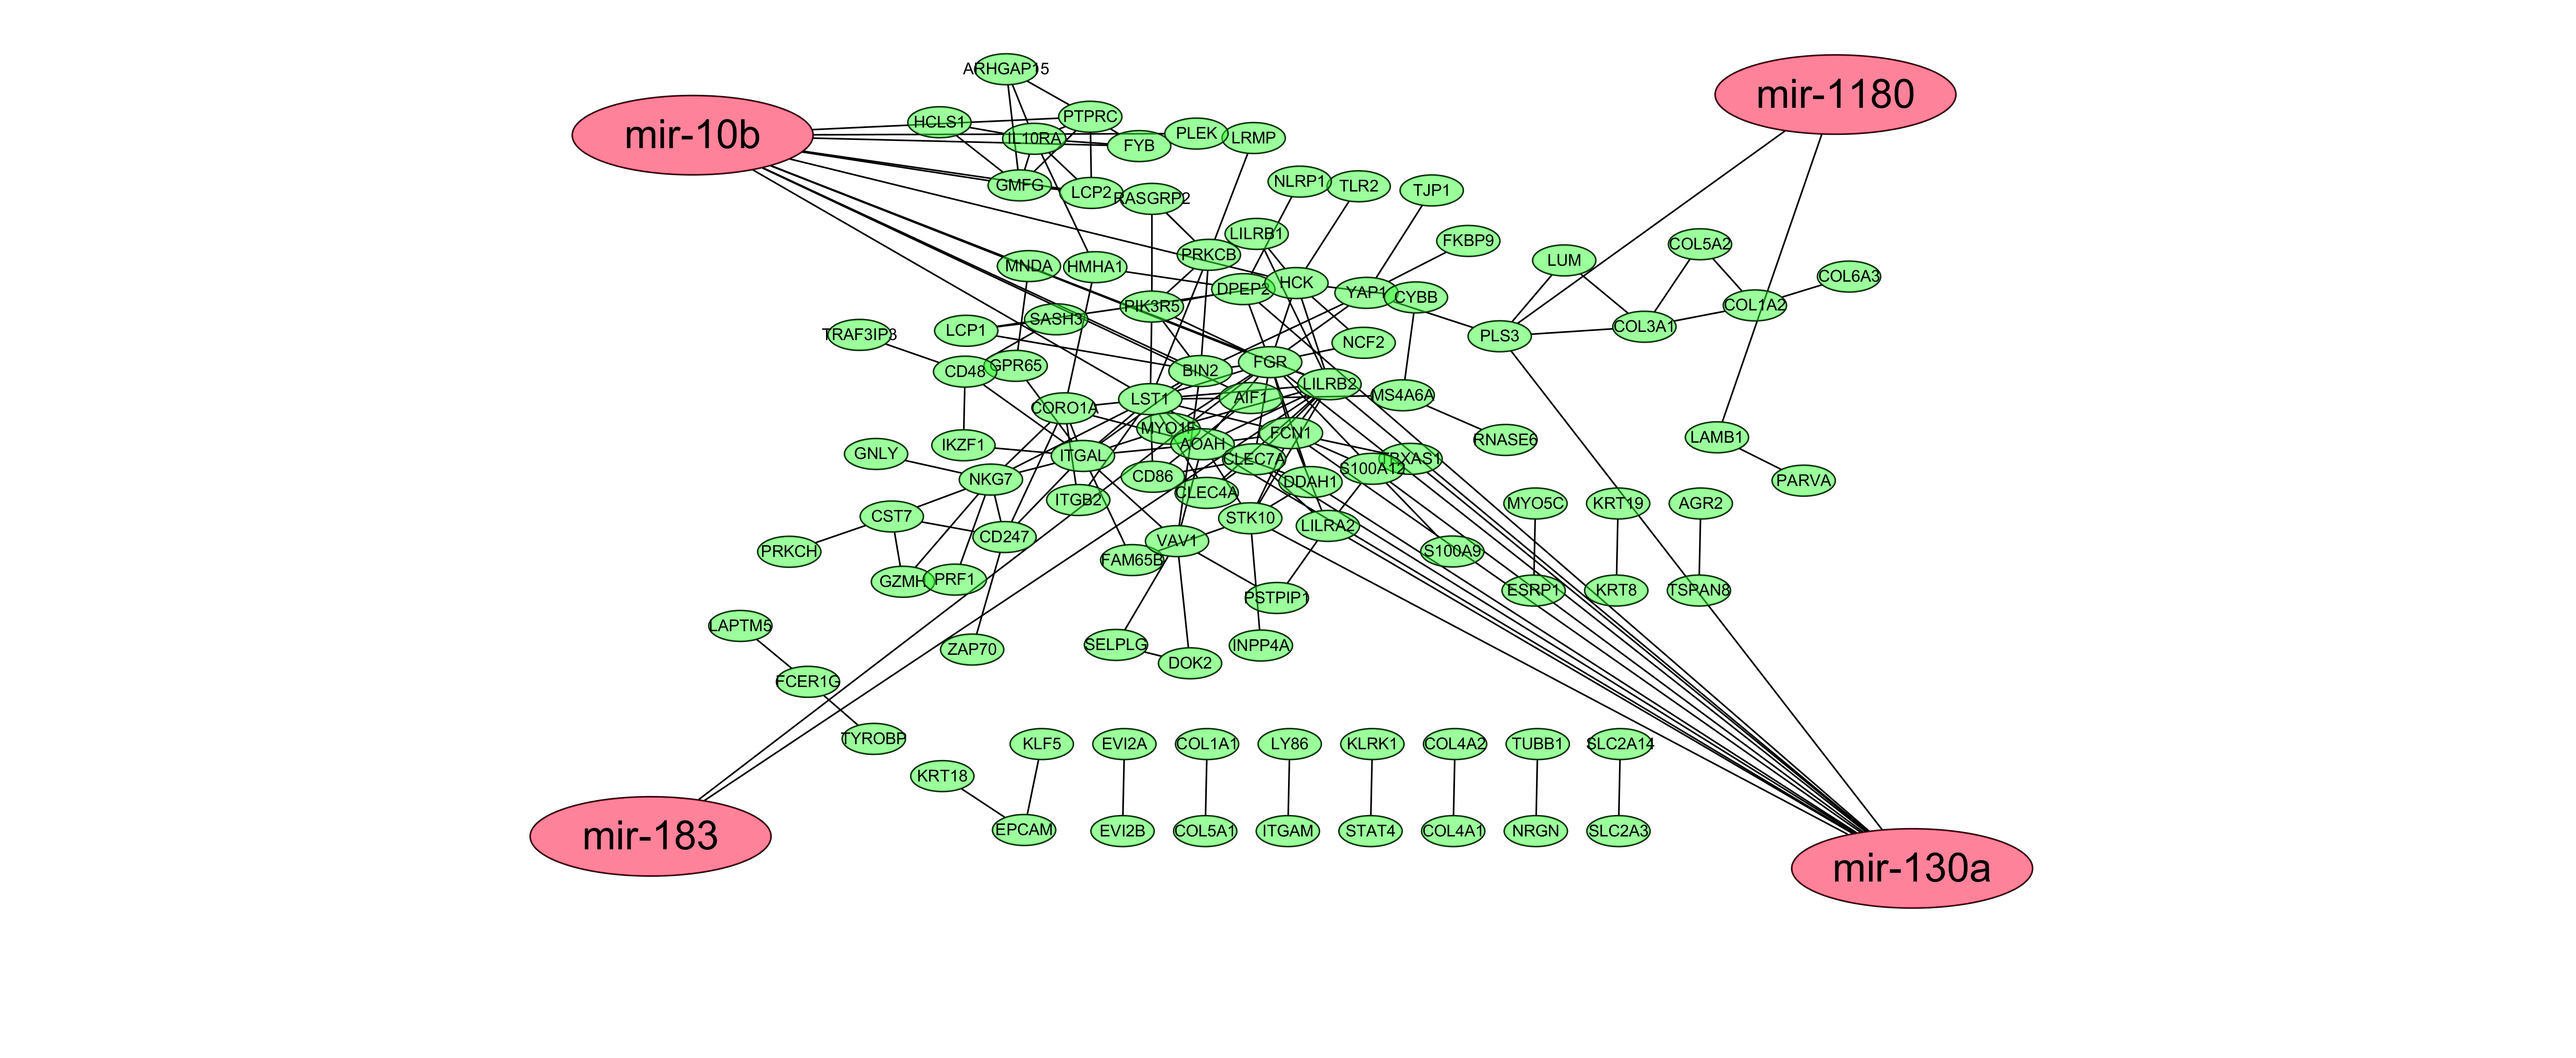 ARHGAP15
mir-1180
mir-10b
HCLS1
PTPRC
IL10RA
FYB
PLEK
LRMP
GMFG
LCP2
RASGRP2
NLRP1
TLR2
TJP1
LILRB1
FKBP9
PRKCB
LUM
COL5A2
MNDA
HMHA1
DPEP2
HCK
YAP1
CYBB
COL6A3
PIK3R5
COL1A2
TRAF3IP3
LCP1
SASH3
NCF2
PLS3
COL3A1
CD48
GPR65
BIN2
FGR
LILRB2
CORO1A
LST1
AIF1
MS4A6A
MYO1F
AOAH
FCN1
RNASE6
LAMB1
GNLY
IKZF1
ITGAL
CLEC7A
S100A12
TBXAS1
NKG7
CD86
CLEC4A
DDAH1
PARVA
ITGB2
MYO5C
KRT19
AGR2
CST7
CD247
STK10
LILRA2
PRKCH
VAV1
FAM65B
S100A9
GZMH
PRF1
PSTPIP1
ESRP1
KRT8
TSPAN8
LAPTM5
ZAP70
SELPLG
DOK2
INPP4A
FCER1G
TYROBP
KLF5
EVI2A
COL1A1
LY86
KLRK1
COL4A2
TUBB1
SLC2A14
KRT18
mir-183
EPCAM
EVI2B
COL5A1
ITGAM
STAT4
COL4A1
NRGN
SLC2A3
mir-130a